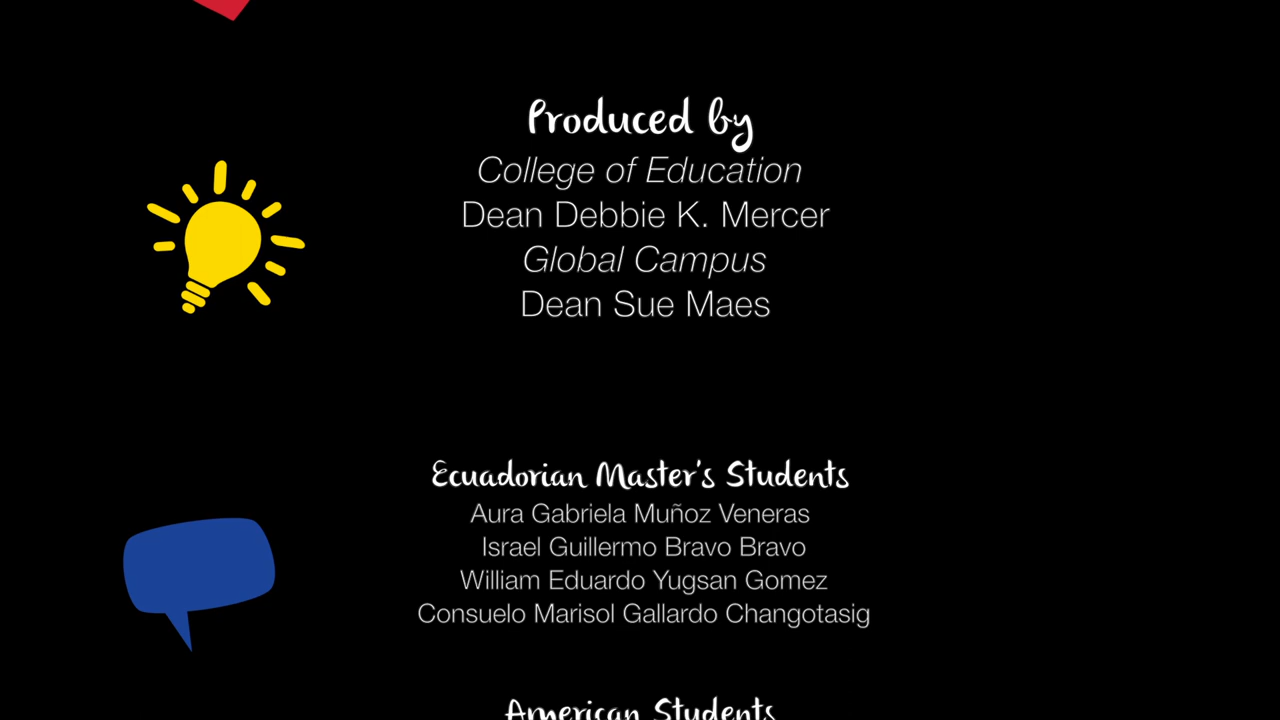 Produced by
College of Education
Dean Debbie K. Mercer
Global Campus
Dean Sue Maes
Ecuadorian Master's Students
Aura Gabriela Muñoz Veneras
Israel Guillermo Bravo Bravo
William Eduardo Yugsan Gomez
Consuelo Marisol Gallardo Changotasig
American Students